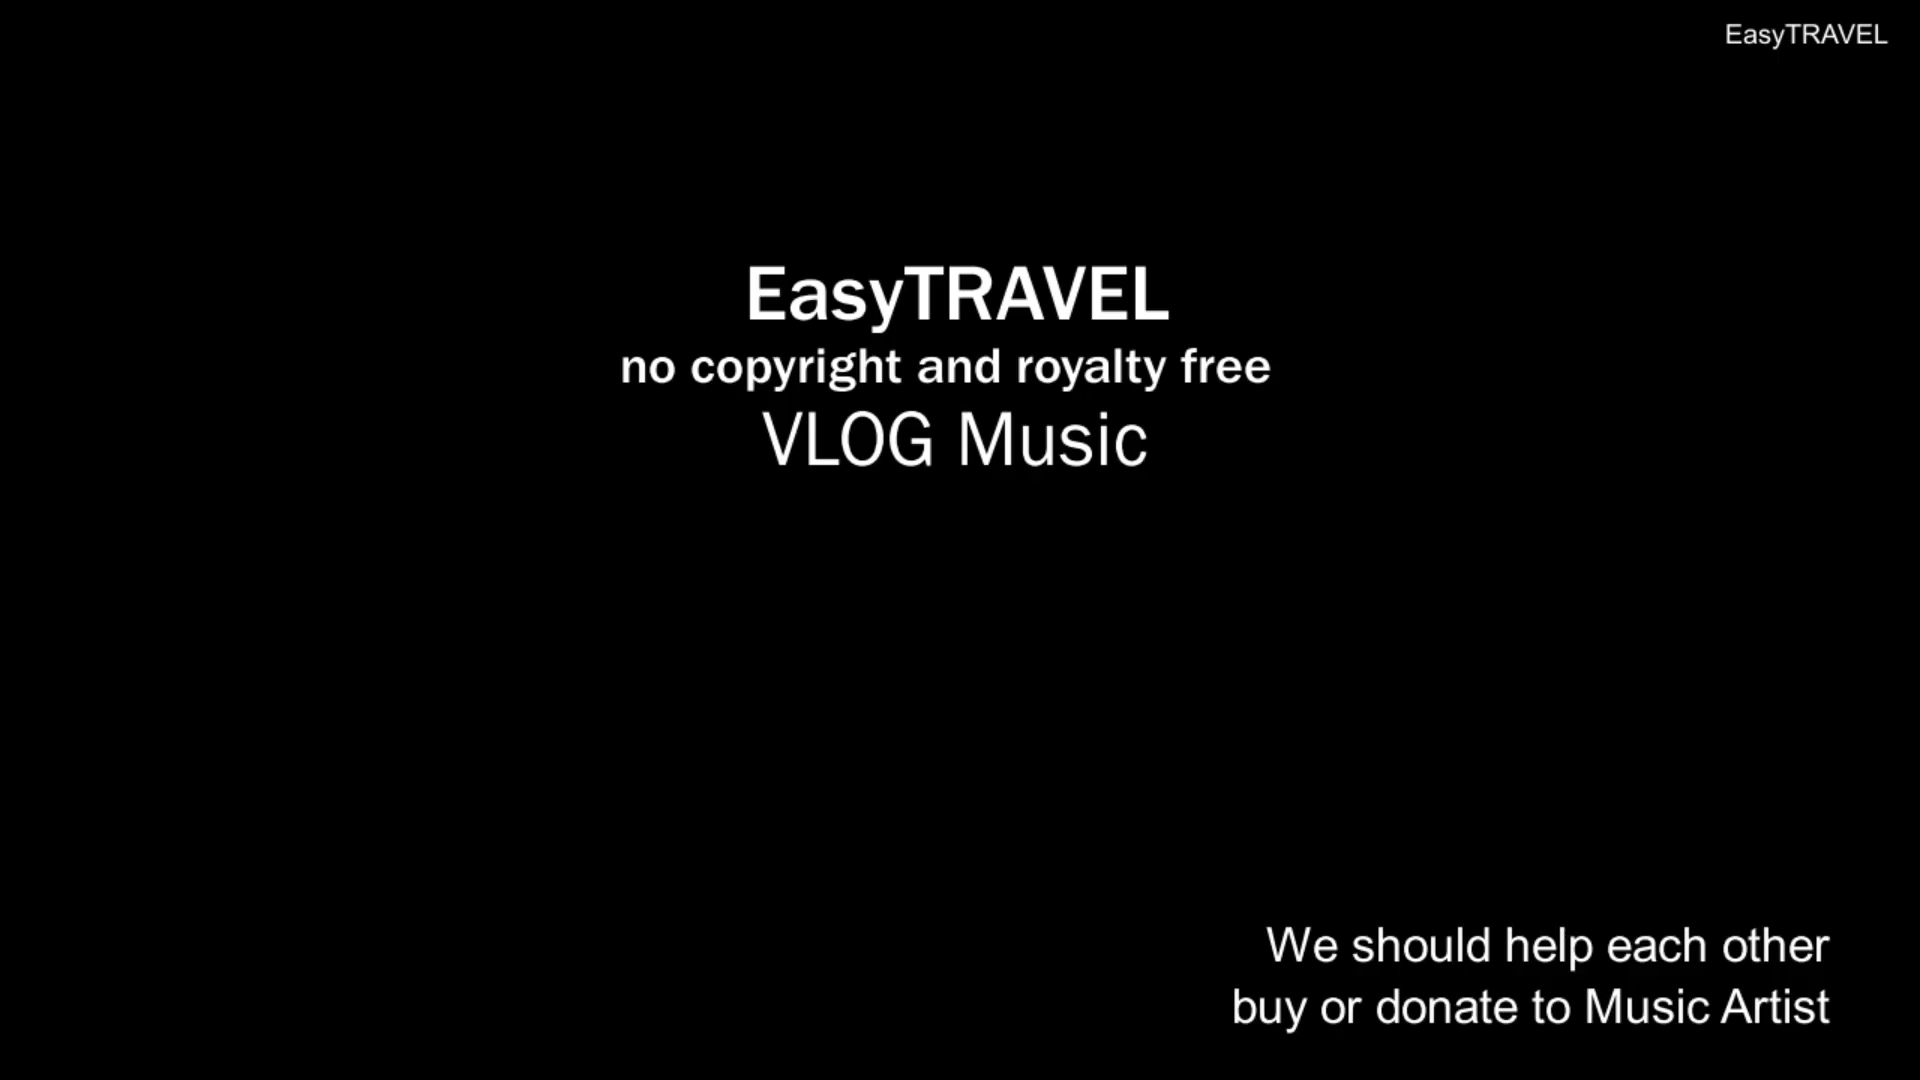 EasyTRAVEL
EasyTRAVEL
no copyright and royalty free
VLOG Music
We should help each other
buy or donate to Music Artist